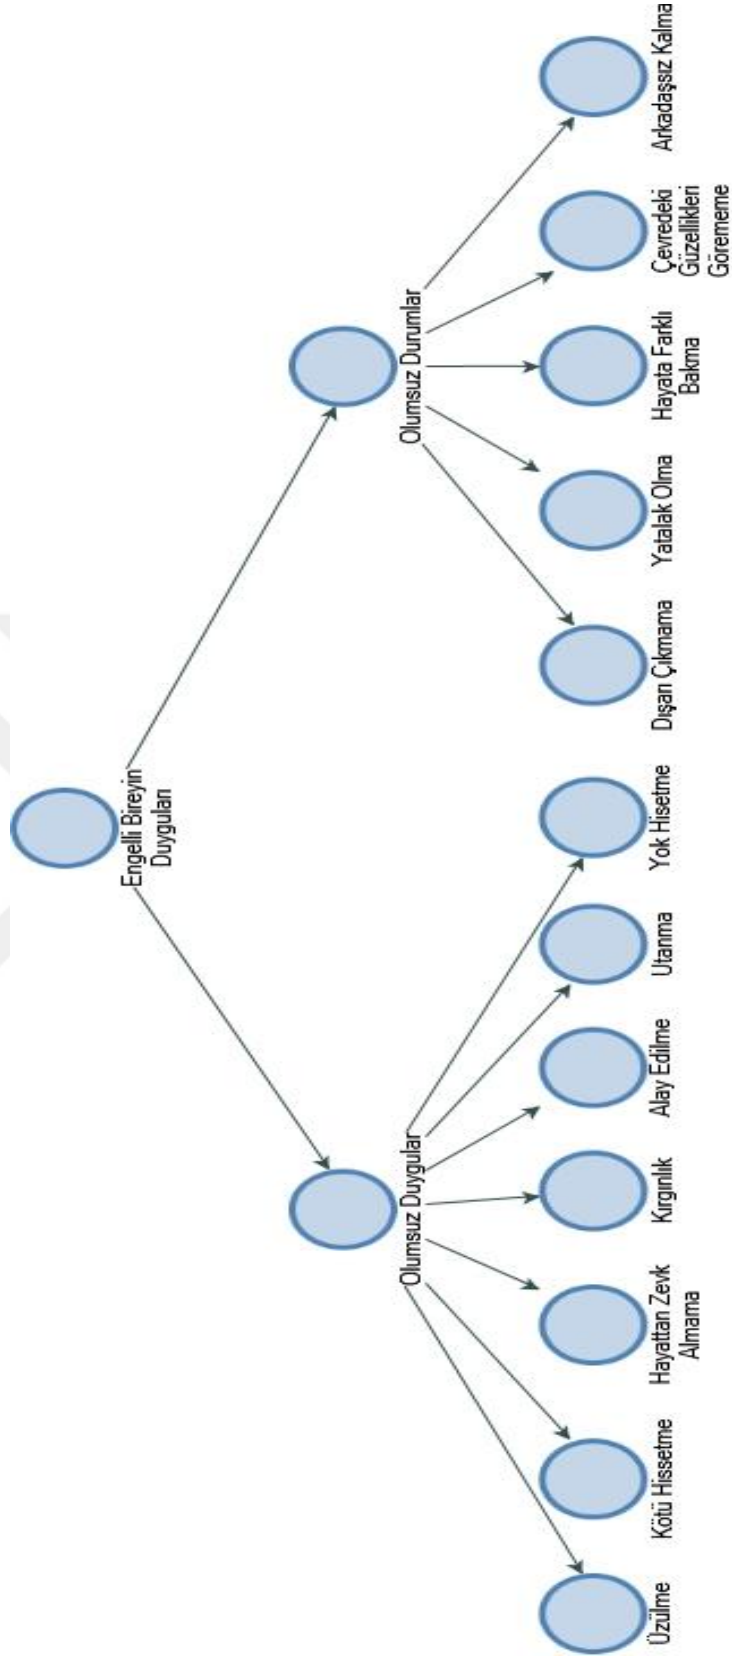 Engelli Bireyin
Duyguları
Olumsuz Duygular
Olumsuz Durumlar
Üzülme
Kötü Hissetme
Hayattan Zevk
Almama
Kırgınlık
Alay Edilme
Utanma
Yok Hisetme
Dışarı Çıkmama
Yatalak Olma
Hayata Farklı
Bakma
Çevredeki
Güzellikleri
Görememe
Arkadaşsız Kalma